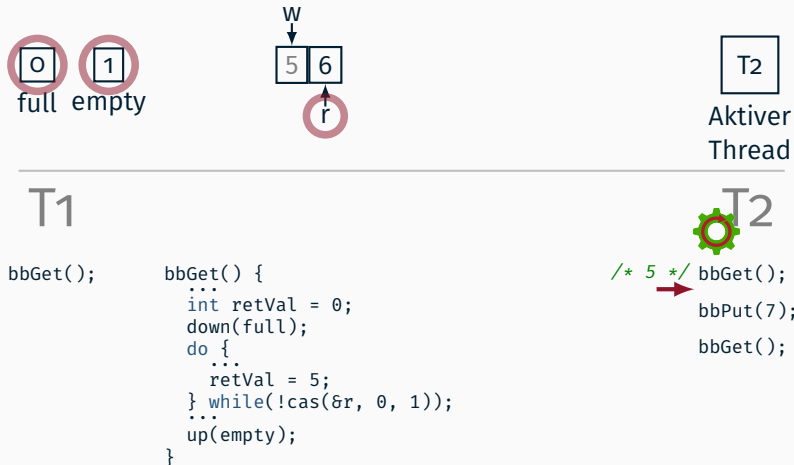 w
0 1 5 6 T2
full empty r Aktiver
Thread
T1 T2
bbGet(); bbGet() { /* 5 */ bbGet();
...
int retVal = 0;
down(full); bbPut(7);
do {
... bbGet();
retVal = 5;
} while(!cas(&r, 0, 1));
...
up(empty);
}